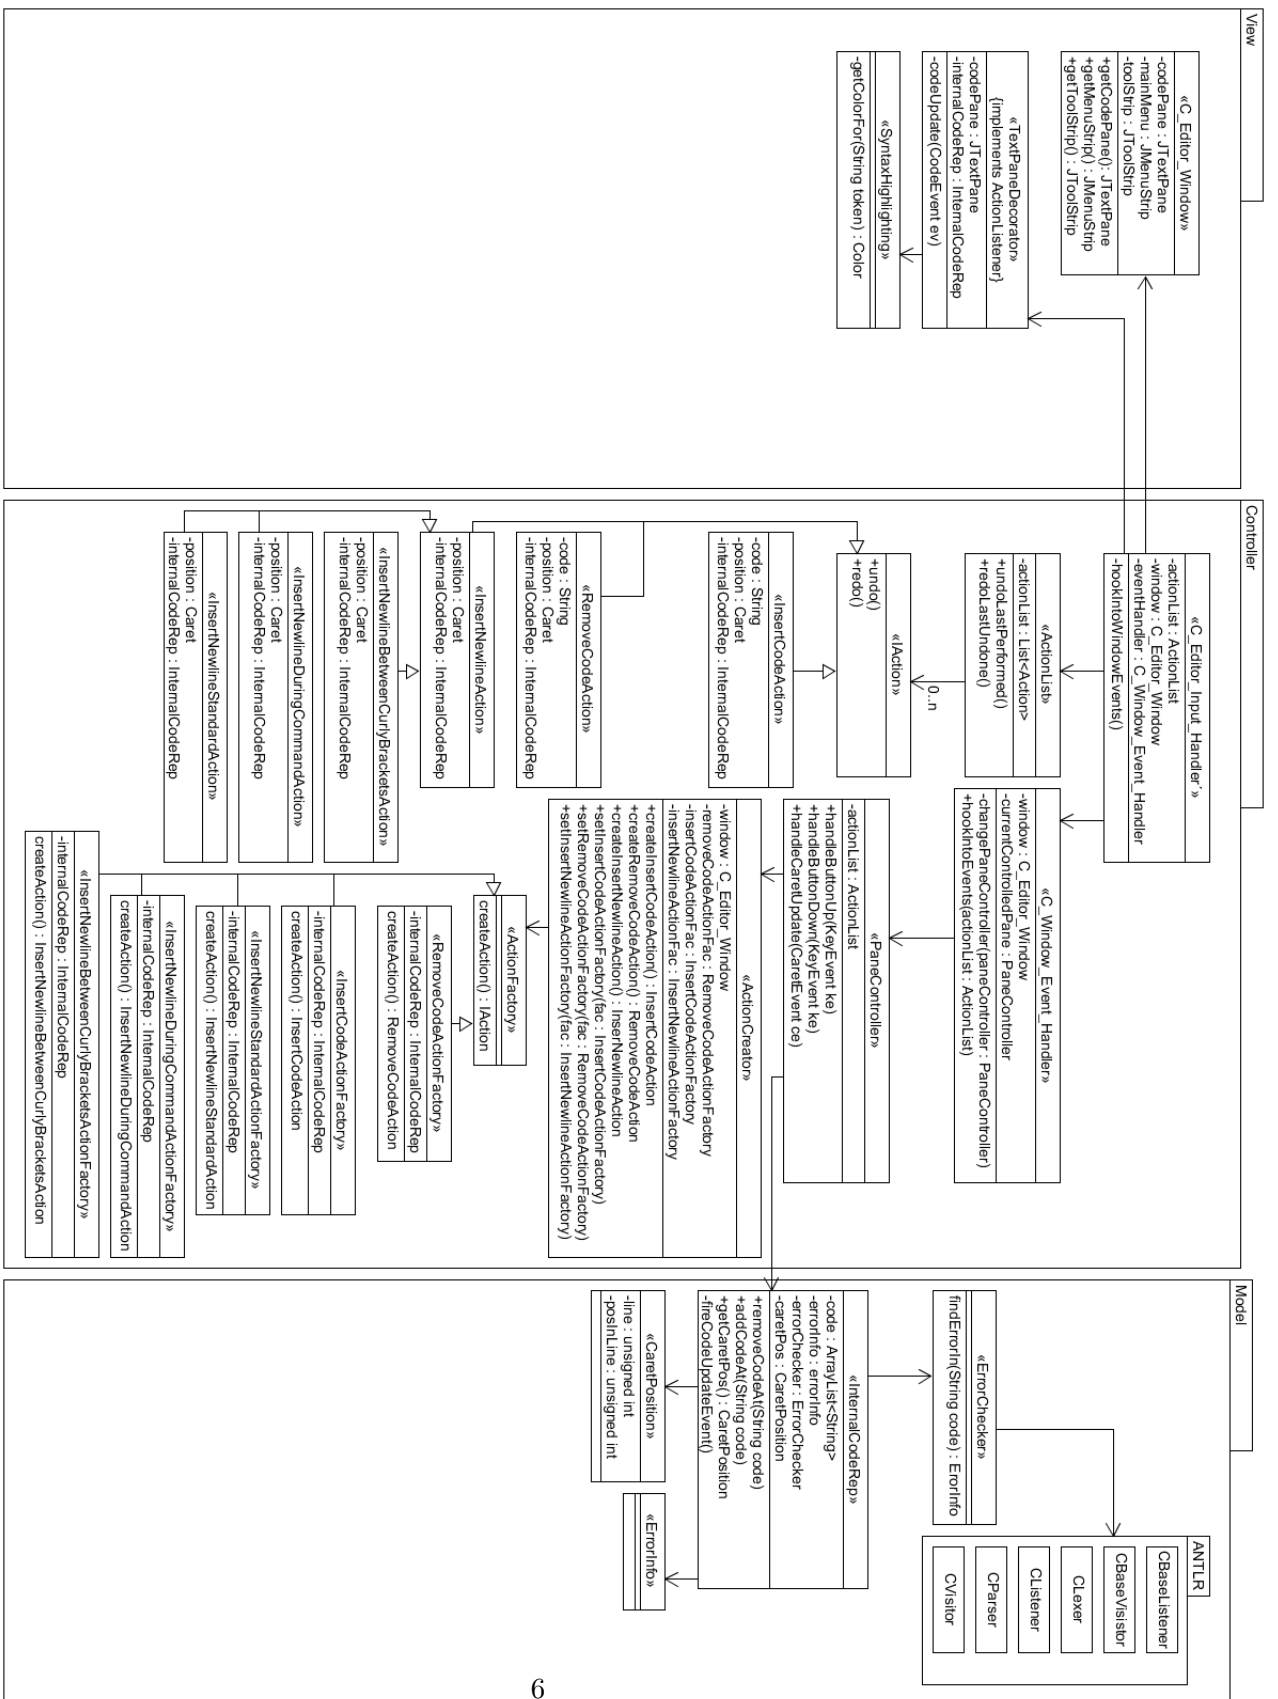 View
«C_Editor_Window»
-codePane : JTextPane
-mainMenu : JMenuStrip
-toolStrip : JToolStrip
+getCodePane(): JTextPane
+getMenuStrip() : JMenuStrip
+getToolStrip() : JToolStrip
«TextPaneDecorator»
{implements ActionListener}
-codePane : JTextPane
-internalCodeRep : InternalCodeRep
-codeUpdate(CodeEvent ev)
«SyntaxHighlighting»
-getColorFor(String token) : Color
Controller
«C_Editor_Input_Handler´»
-actionList : ActionList
-window : C_Editor_Window
-eventHandler : C_Window_Event_Handler
-hookIntoWindowEvents()
«ActionList»
-actionList : List<Action>
+undoLastPerformed()
+redoLastUndone()
0..n
«IAction»
+undo()
+redo()
«InsertCodeAction»
-code : String
-position : Caret
-internalCodeRep : InternalCodeRep
«RemoveCodeAction»
-code : String
-position : Caret
-internalCodeRep : InternalCodeRep
«InsertNewlineAction»
-position : Caret
-internalCodeRep : InternalCodeRep
«InsertNewlineBetweenCurlyBracketsAction»
-position : Caret
-internalCodeRep : InternalCodeRep
«InsertNewlineDuringCommandAction»
-position : Caret
-internalCodeRep : InternalCodeRep
«InsertNewlineStandardAction»
-position : Caret
-internalCodeRep : InternalCodeRep
«C_Window_Event_Handler»
-window : C_Editor_Window
-currentControlledPane : PaneController
-changePaneController(paneController : PaneController)
+hookIntoEvents(actionList : ActionList)
«PaneController»
-actionList : ActionList
+handleButtonUp(KeyEvent ke)
+handleButtonDown(KeyEvent ke)
+handleCaretUpdate(CaretEvent ce)
«ActionCreator»
-window : C_Editor_Window
-removeCodeActionFac : RemoveCodeActionFactory
-insertCodeActionFac : InsertCodeActionFactory
-insertNewlineActionFac : InsertNewlineActionFactory
+createInsertCodeAction() : InsertCodeAction
+createRemoveCodeAction() : RemoveCodeAction
+createInsertNewlineAction() : InserNewlineAction
+setInsertCodeActionFactory(fac : InsertCodeActionFactory)
+setRemoveCodeActionFactory(fac : RemoveCodeActionFactory)
+setInsertNewlineActionFactory(fac : InsertNewlineActionFactory)
«ActionFactory»
createAction() : IAction
«RemoveCodeActionFactory»
-internalCodeRep : InternalCodeRep
createAction() : RemoveCodeAction
«InsertCodeActionFactory»
-internalCodeRep : InternalCodeRep
createAction() : InsertCodeAction
«InsertNewlineStandardActionFactory»
-internalCodeRep : InternalCodeRep
createAction() : InsertNewlineStandardAction
«InsertNewlineDuringCommandActionFactory»
-internalCodeRep : InternalCodeRep
createAction() : InsertNewlineDuringCommandAction
«InsertNewlineBetweenCurlyBracketsActionFactory»
-internalCodeRep : InternalCodeRep
createAction() : InsertNewlineBetweenCurlyBracketsAction
Model
«ErrorChecker»
findErrorIn(String code) : ErorInfo
ANTLR
CBaseListener
CBaseVisistor
CLexer
CListener
CParser
CVisitor
«InternalCodeRep»
-code : ArrayList<String>
-errorInfo : errorInfo
-errorChecker : ErrorChecker
-caretPos : CaretPosition
+removeCodeAt(String code)
+addCodeAt(String code)
+getCaretPos() : CaretPosition
-fireCodeUpdateEvent()
«CaretPosition»
-line : unsigned int
-posInLine : unsigned int
«ErrorInfo»
6